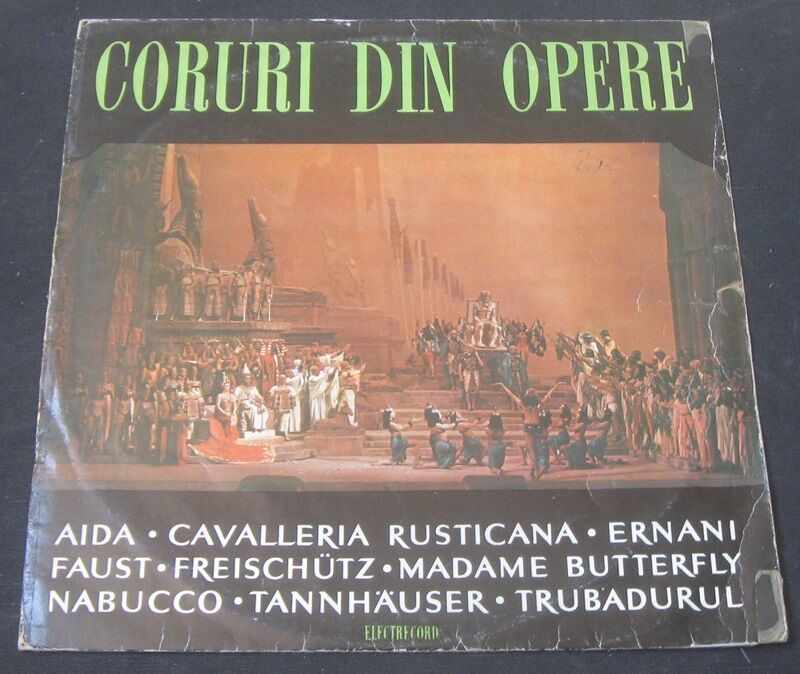 CORURI DIN OPERE
AIDA • CAVALLERIA RUSTICANA • ERNANI
FAUST • FREISCHÜTZ • MADAME BUTTERFLY
NABUCCO • TANNHÄUSER • TRUBADURUL
ELECTRECORD